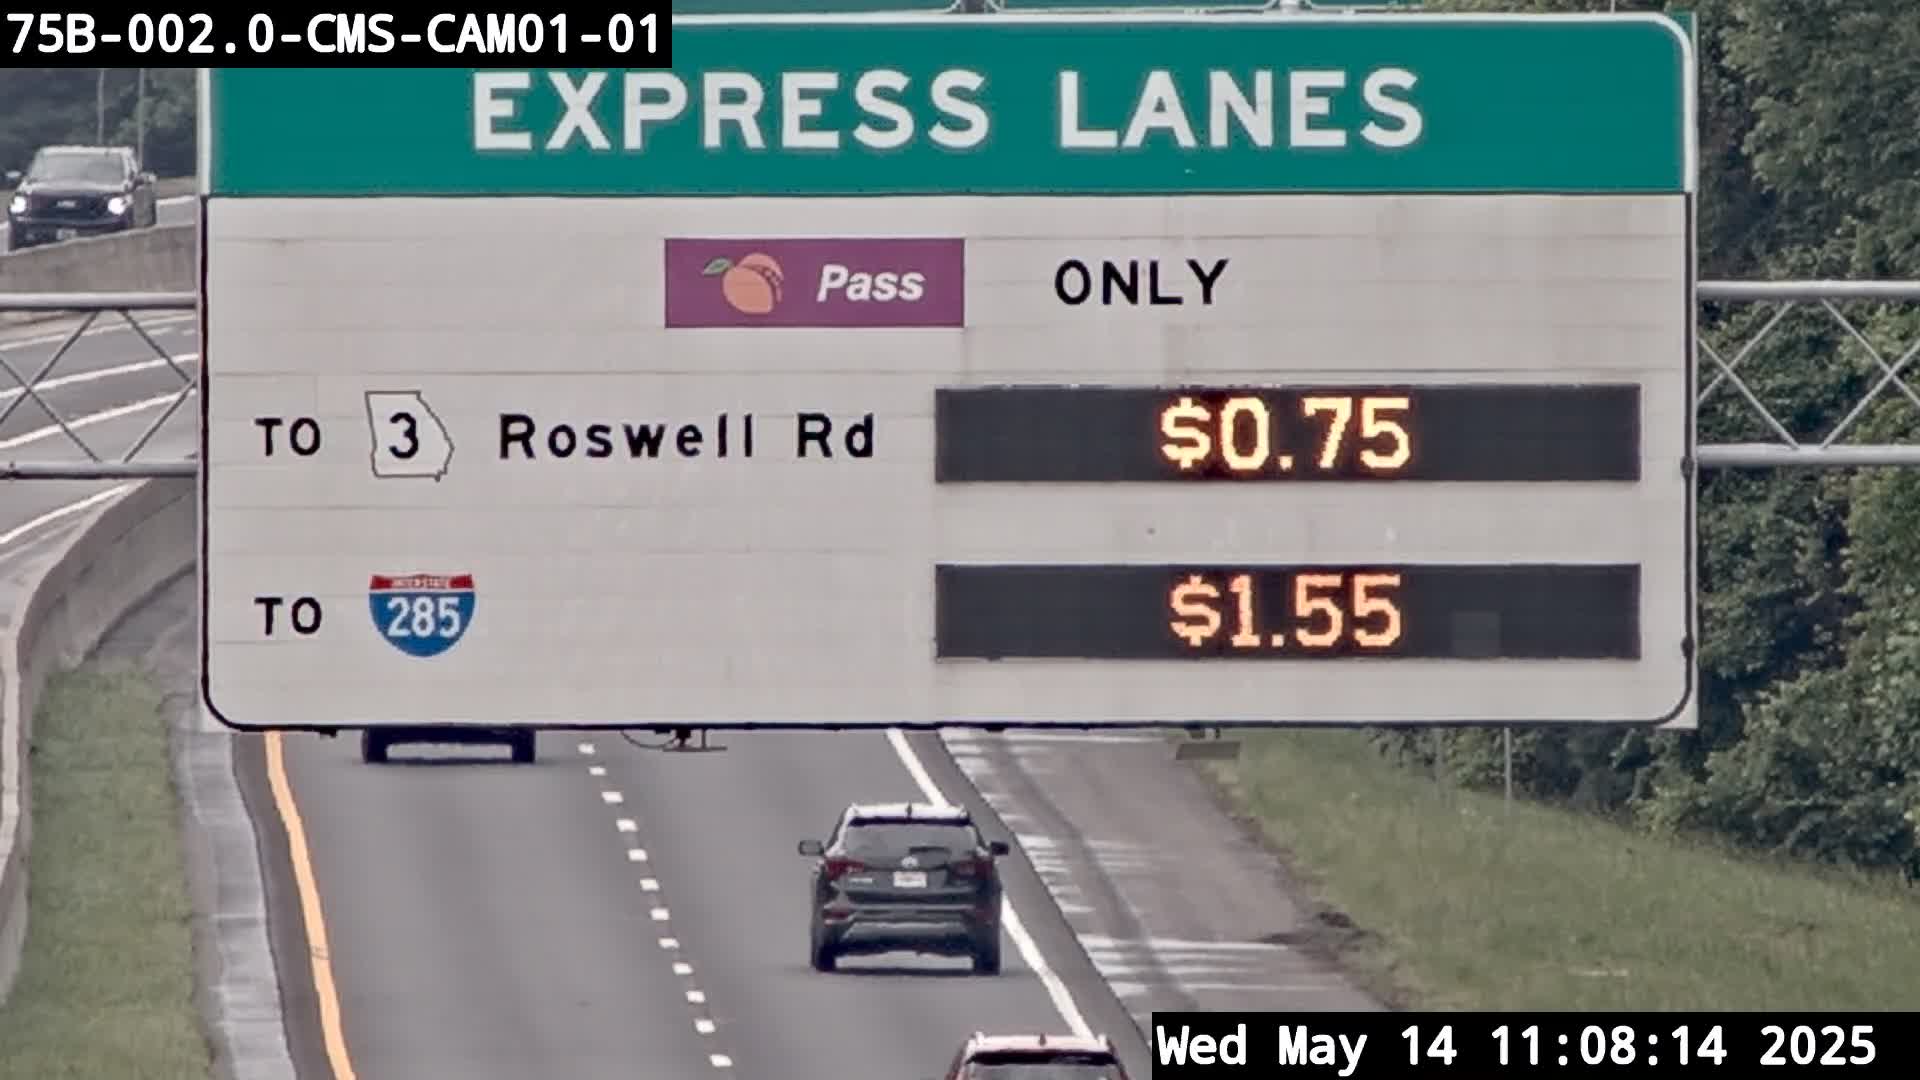 75B-002.0-CMS-CAM01-01
EXPRESS LANES
Pass ONLY
TO 3 Roswell Rd $0.75
INTERSTATE
TO 285 $1.55
Wed May 14 11:08:14 2025